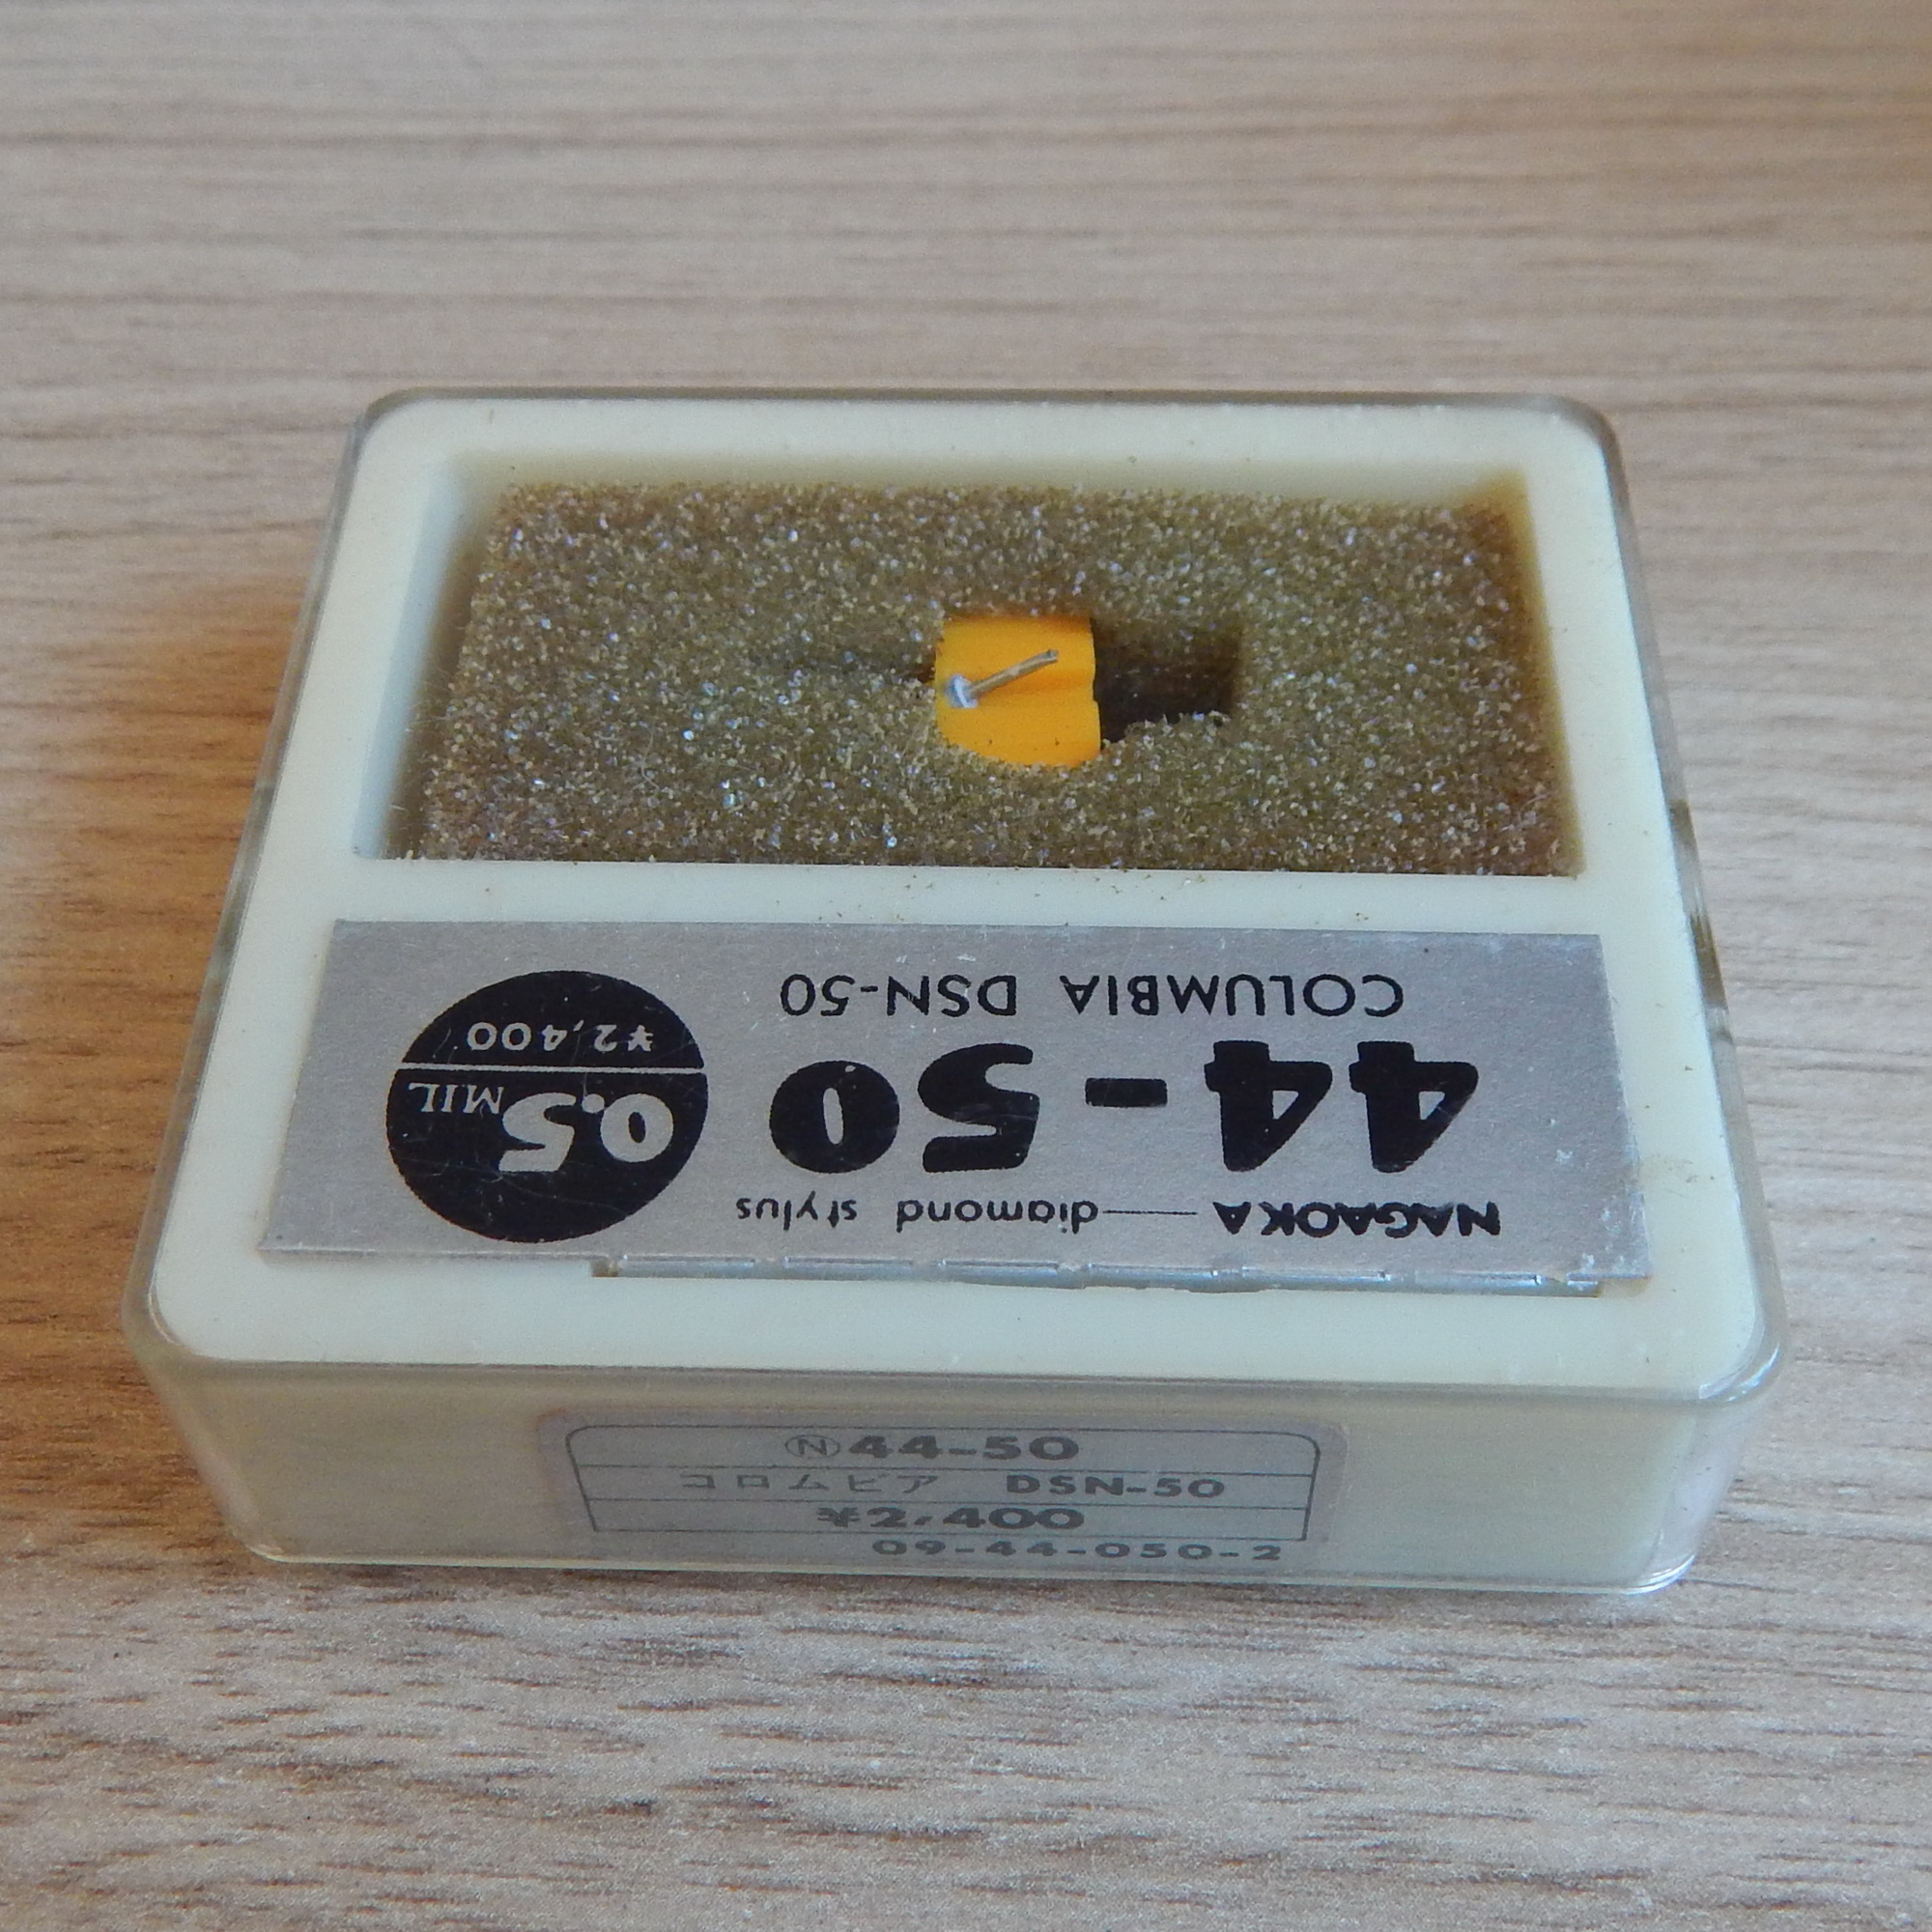 NAGAOKA — diamond stylus
44-50
COLUMBIA DSN-50
0.5 MIL
¥2,400
Ⓝ44-50
コロムビア DSN-50
¥2,400
09-44-050-2